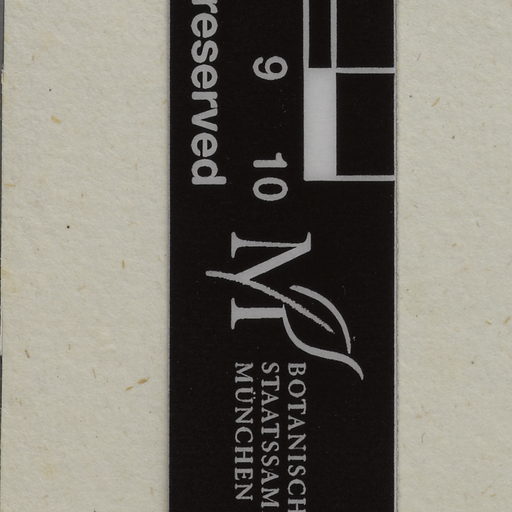 reserved
9 10
M
BOTANISCH
STAATSSAM
MÜNCHEN